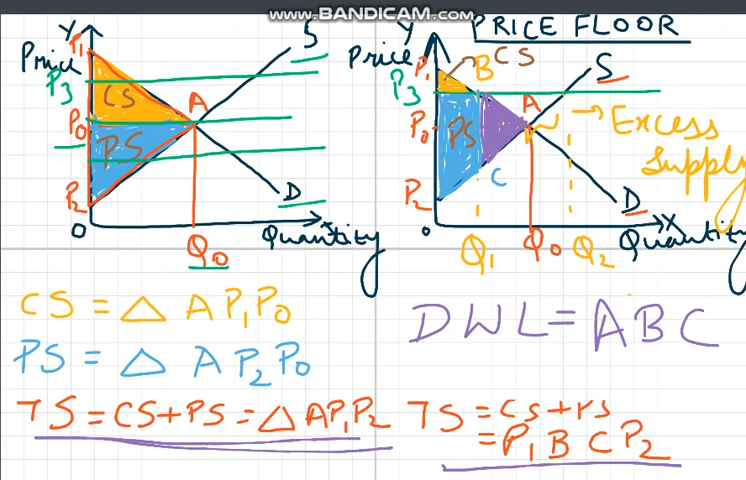 www.BANDICAM.com
Y
P1
Price
S
P3
CS
A
P0
PS
P2
D
0
X
Q0
Quantity
CS = △ AP1P0
PS = △ AP2P0
TS = CS+PS = △ AP1P2
PRICE FLOOR
Y
Price
P1
CS
B
S
P3
A
P0
PS
→ Excess
Supply
C
P2
D
0
X
Q1
Q0
Q2
Quantity
DWL = ABC
TS = CS+PS
= P1BCP2